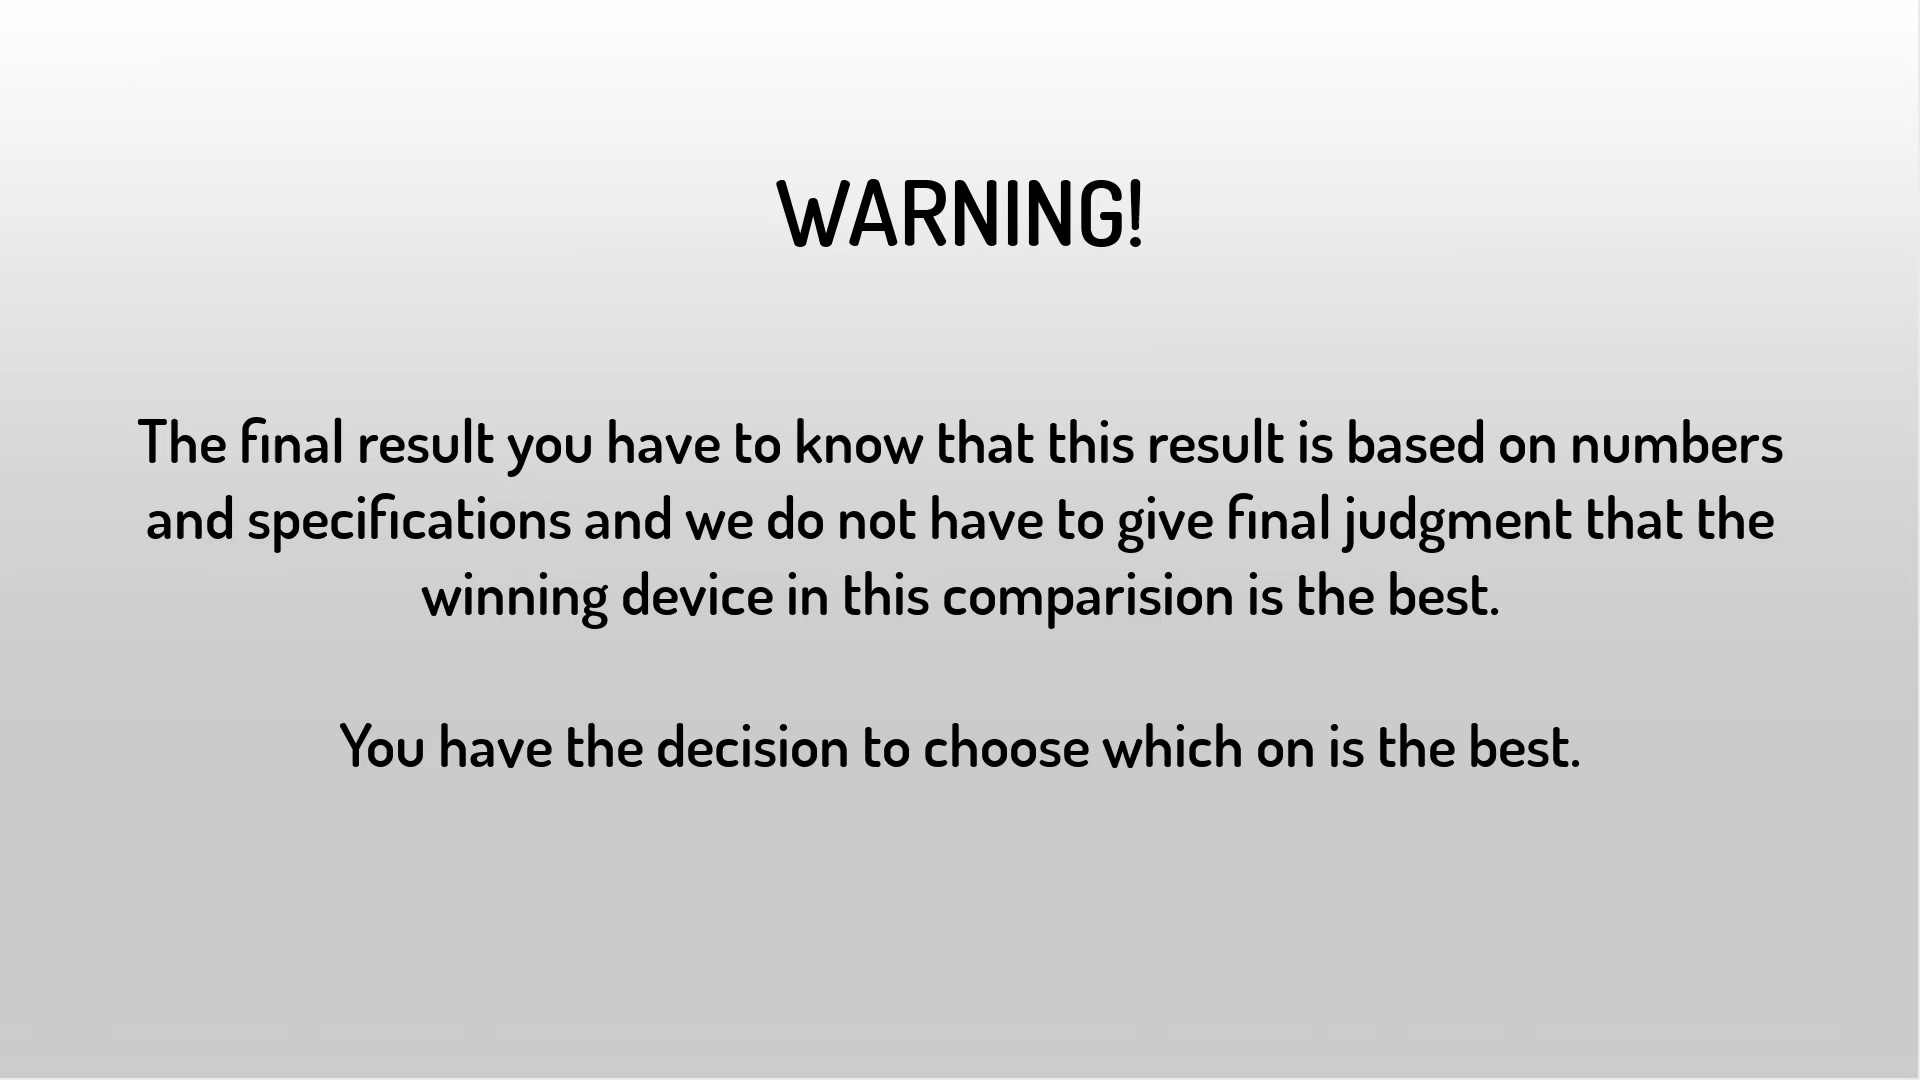 WARNING!
The final result you have to know that this result is based on numbers
and specifications and we do not have to give final judgment that the
winning device in this comparision is the best.
You have the decision to choose which on is the best.